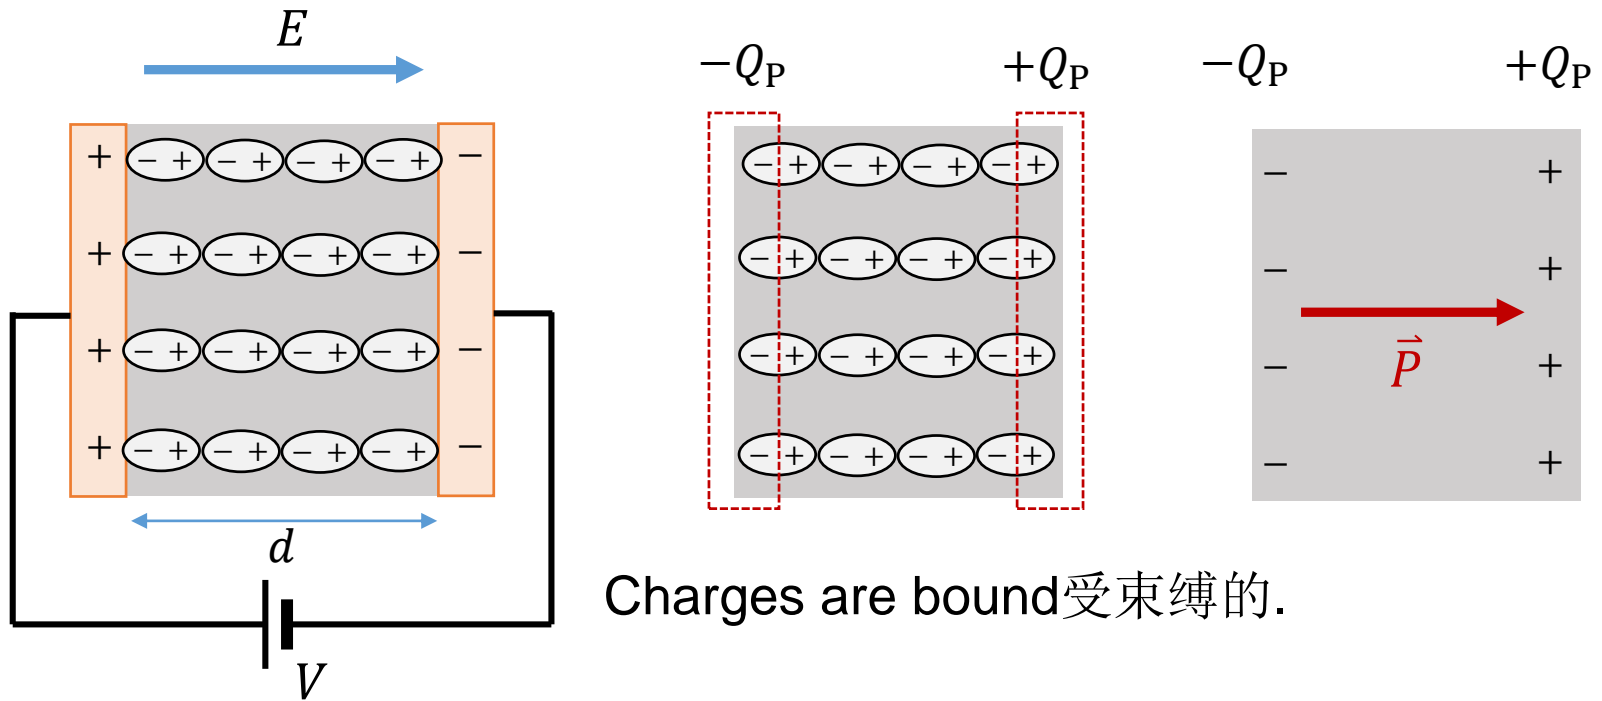 E
−Q_P +Q_P −Q_P +Q_P
+ − + − + − + − + −
− + − + − + − +
− +
+ − + − + − + − + −
− + − + − + − +
− +
P⃗
+ − + − + − + − + −
− + − + − + − +
− +
+ − + − + − + − + −
− + − + − + − +
− +
d
Charges are bound受束缚的.
V